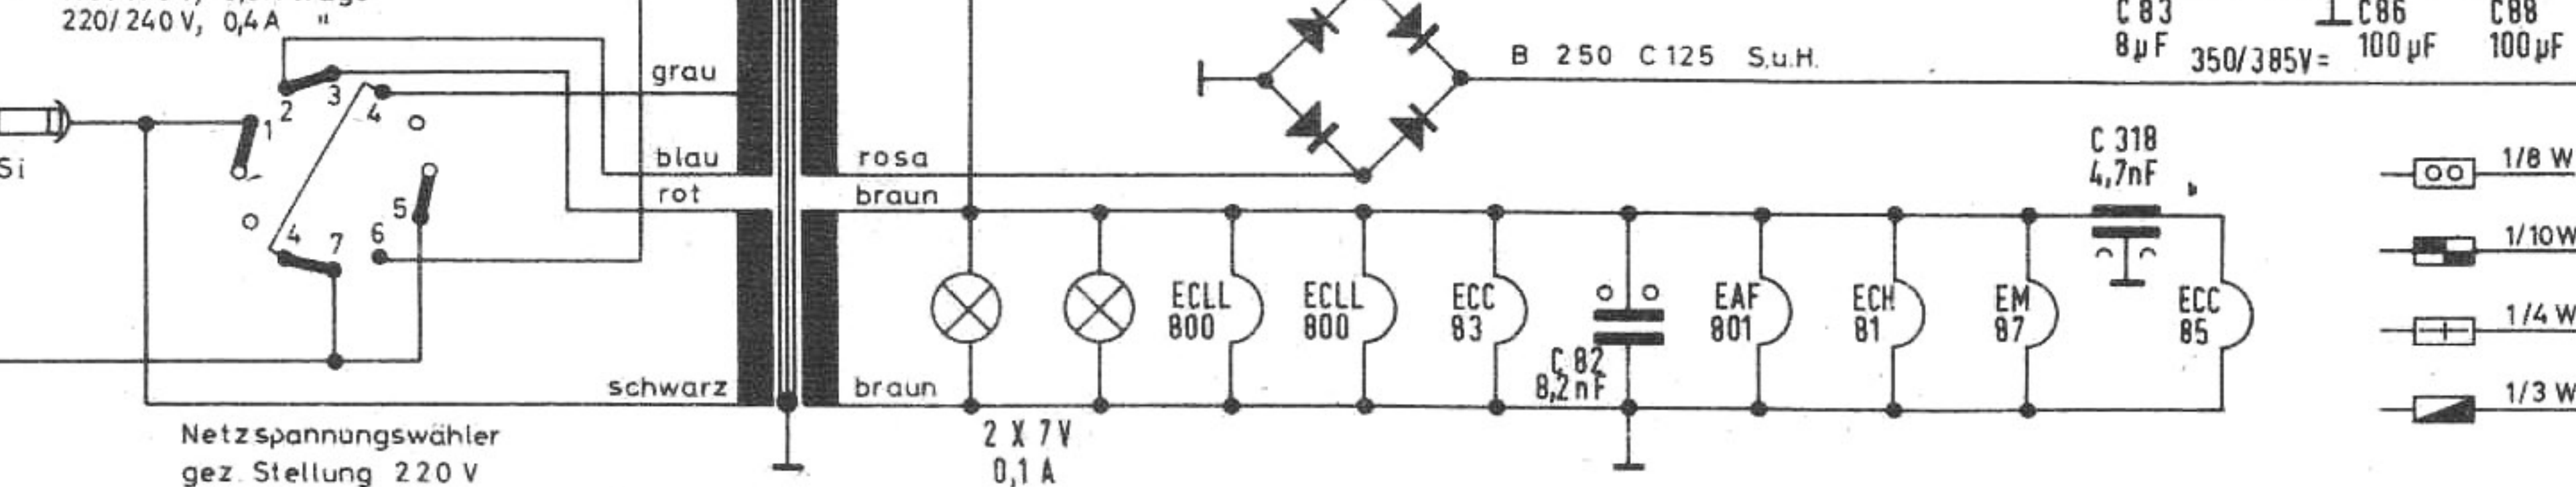 220/240 V, 0,4 A "
grau
blau
rot
schwarz
Si
1
2
3
4
5
6
7
4
Netzspannungswähler
gez. Stellung 220 V
rosa
braun
braun
B 250 C 125 S.u.H.
C 83
8µF
350/385V=
C86
100µF
C88
100µF
C 318
4,7nF
2 X 7V
0,1 A
ECLL
800
ECLL
800
ECC
83
C 82
8,2nF
EAF
801
ECH
81
EM
87
ECC
85
1/8 W
1/10W
1/4 W
1/3 W